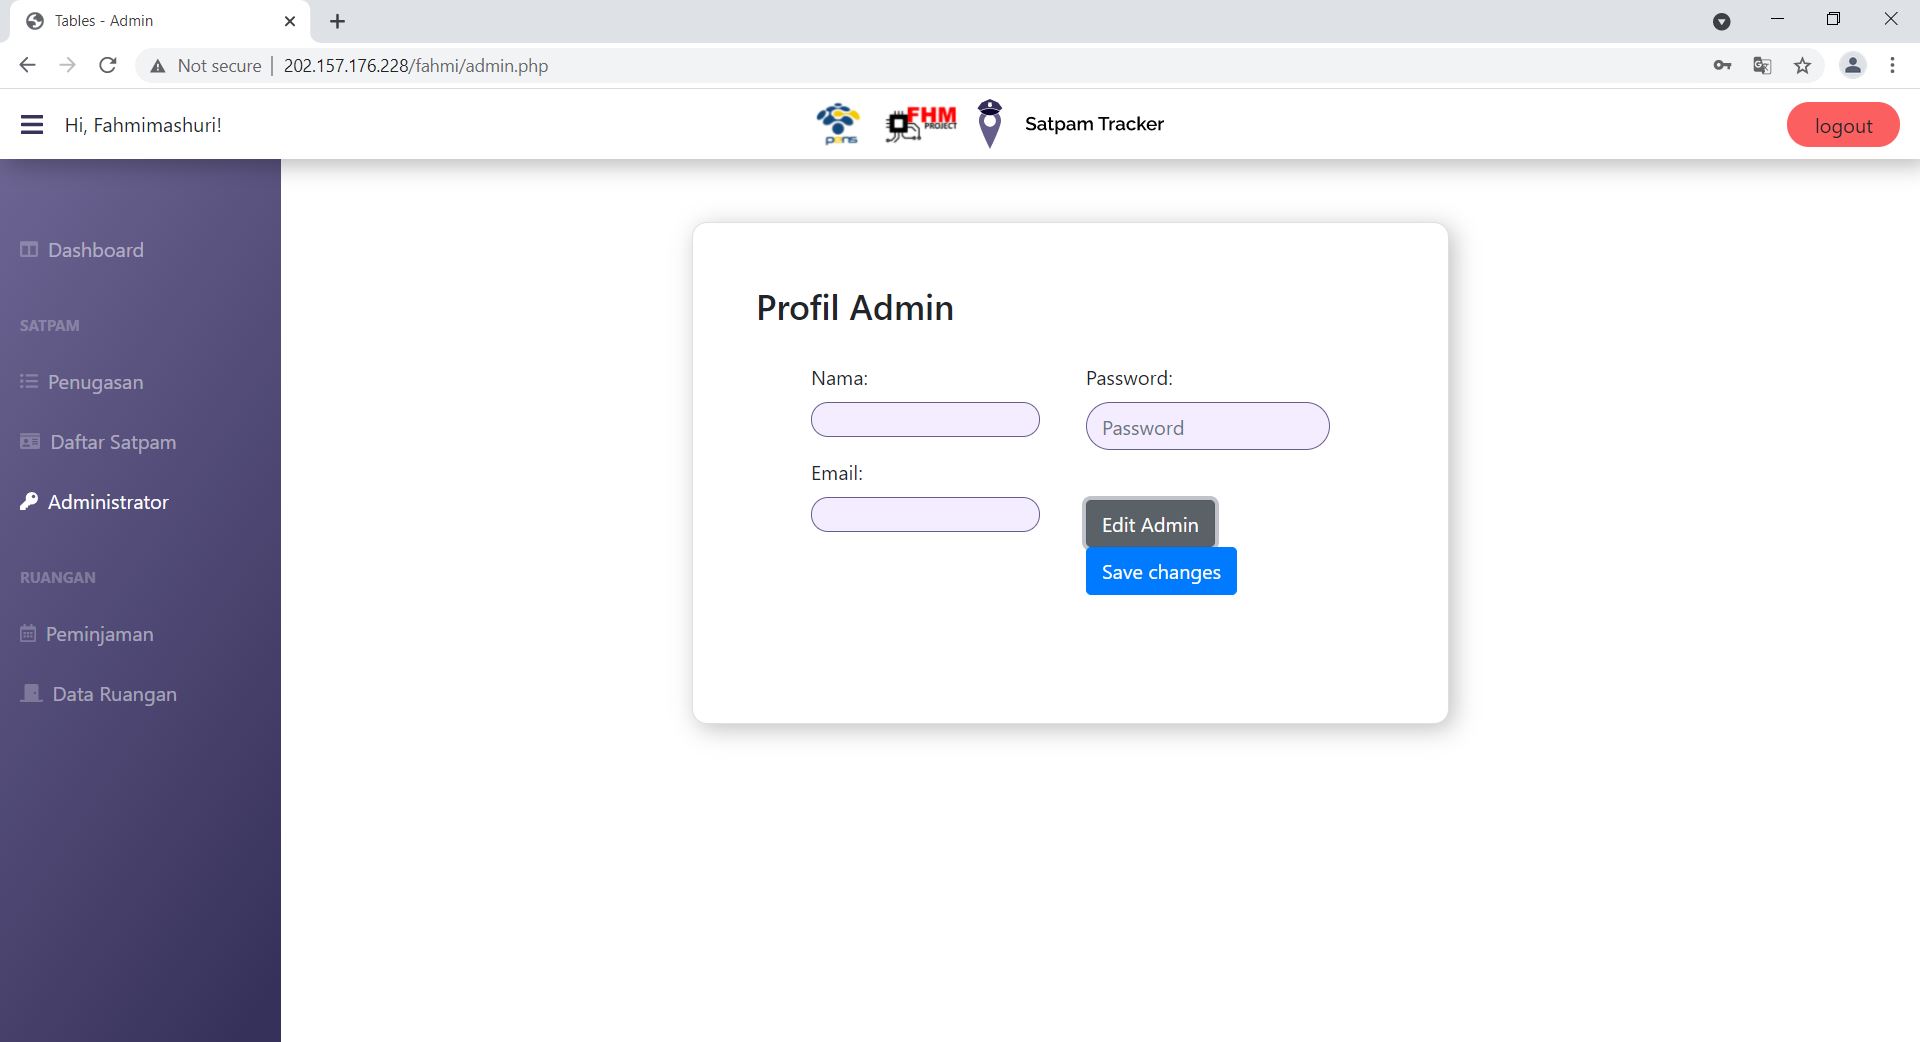 Tables - Admin
Not secure | 202.157.176.228/fahmi/admin.php
Hi, Fahmimashuri!
pens
FHM
PROJECT
Satpam Tracker
logout
Dashboard
SATPAM
Penugasan
Daftar Satpam
Administrator
RUANGAN
Peminjaman
Data Ruangan
Profil Admin
Nama:
Password:
Password
Email:
Edit Admin
Save changes